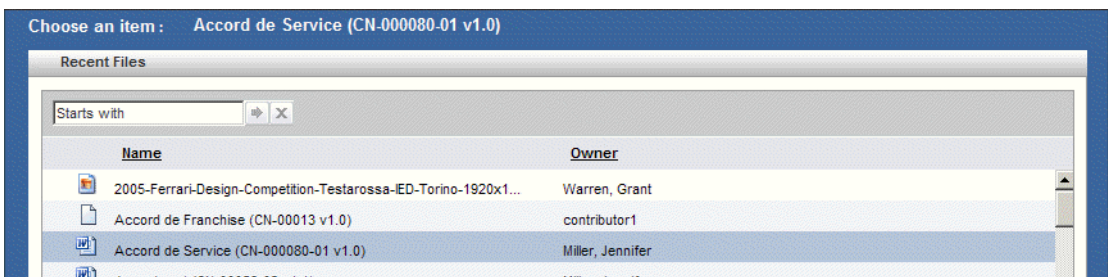 Choose an item : Accord de Service (CN-000080-01 v1.0)
Recent Files
Starts with
Name Owner
2005-Ferrari-Design-Competition-Testarossa-IED-Torino-1920x1... Warren, Grant
Accord de Franchise (CN-00013 v1.0) contributor1
Accord de Service (CN-000080-01 v1.0) Miller, Jennifer